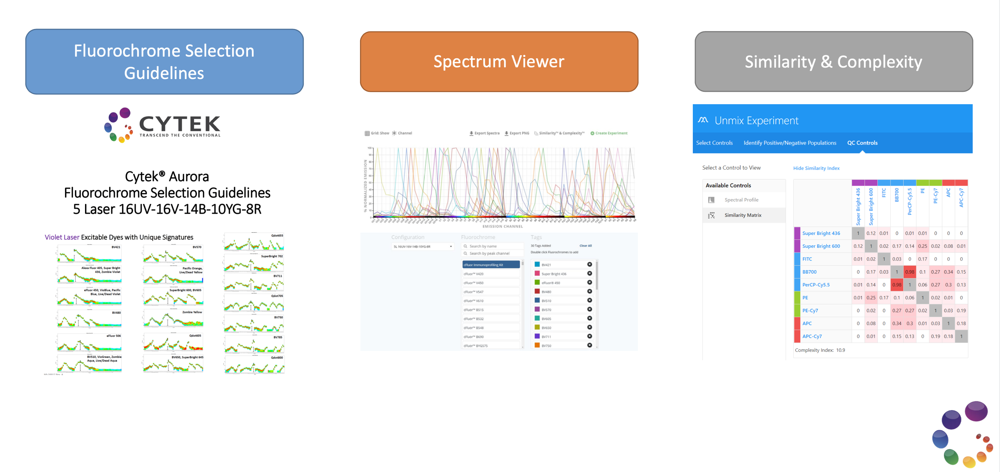 Fluorochrome Selection
Guidelines
CYTEK
TRANSCEND THE CONVENTIONAL
Cytek® Aurora
Fluorochrome Selection Guidelines
5 Laser 16UV-16V-14B-10YG-8R
Violet Laser Excitable Dyes with Unique Signatures
BV421
Alexa Fluor 405, Super Bright
436, Zombie Violet
eFluor 450, VioBlue, Pacific
Blue, Live/Dead Violet
BV480
eFluor 506
BV510, VioGreen, Zombie
Aqua, Live/Dead Aqua
BV570
Pacific Orange,
Live/Dead Yellow
SuperBright 600, BV605
Zombie Yellow
Qdot605
BV650, SuperBright 645
Qdot655
SuperBright 702
BV711
Qdot705
BV750
BV785
Qdot800
Spectrum Viewer
Grid: Show Channel Export Spectra Export PNG Similarity™ & Complexity™ Create Experiment
% NORMALIZED EMISSION
100
90
80
70
60
50
40
30
20
10
0
EMISSION CHANNEL
Configuration
5L 16UV-16V-14B-10YG-8R
Fluorochrome
Search by name
Search by peak channel
cFluor Immunoprofiling Kit
cFluor™ V420
cFluor™ V450
cFluor™ V547
cFluor™ V610
cFluor™ B515
cFluor™ B532
cFluor™ B548
cFluor™ B690
cFluor™ BYG575
Tags
30 Tags Added Clear All
Double click Fluorochromes to add
BV421
Super Bright 436
eFluor® 450
BV480
BV510
BV570
BV605
BV650
BV711
BV750
Similarity & Complexity
Unmix Experiment
Select Controls Identify Positive/Negative Populations QC Controls
Select a Control to View
Available Controls
Spectral Profile
Similarity Matrix
Hide Similarity Index
Super Bright 436 Super Bright 600 FITC BB700 PerCP-Cy5.5 PE PE-Cy7 APC APC-Cy7
Super Bright 436 1 0.12 0.01 0 0.01 0.01 0 0 0
Super Bright 600 0.12 1 0.02 0.17 0.14 0.25 0.02 0.08 0.01
FITC 0.01 0.02 1 0.03 0 0.17 0 0 0
BB700 0 0.17 0.03 1 0.98 0.1 0.27 0.34 0.15
PerCP-Cy5.5 0.01 0.14 0 0.98 1 0.06 0.27 0.3 0.13
PE 0.01 0.25 0.17 0.1 0.06 1 0.02 0.01 0
PE-Cy7 0 0.02 0 0.27 0.27 0.02 1 0.03 0.19
APC 0 0.08 0 0.34 0.3 0.01 0.03 1 0.18
APC-Cy7 0 0.01 0 0.15 0.13 0 0.19 0.18 1
Complexity Index: 10.9